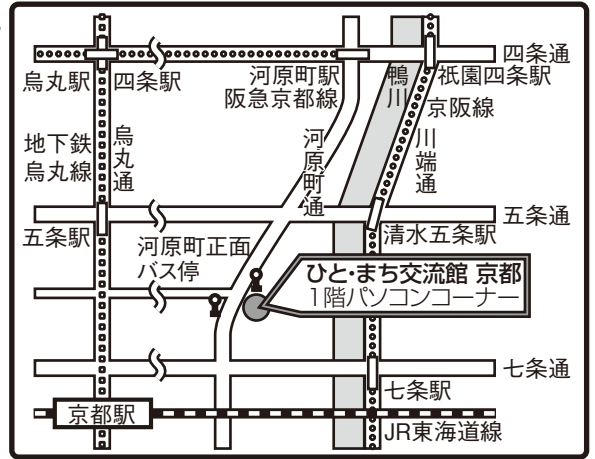 四条通
烏丸駅
四条駅
河原町駅
阪急京都線
鴨川
祇園四条駅
京阪線
地下鉄
烏丸線
烏丸通
河原町通
川端通
五条通
五条駅
清水五条駅
河原町正面
バス停
ひと・まち交流館 京都
1階パソコンコーナー
七条通
七条駅
京都駅
JR東海道線